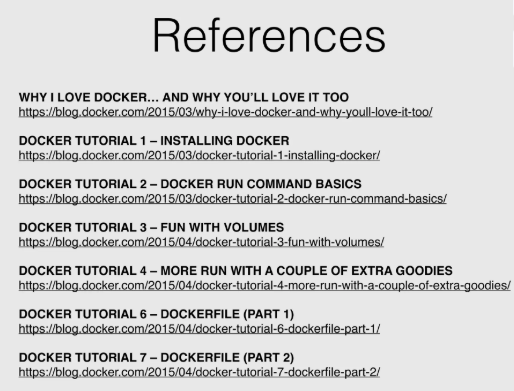 References
WHY I LOVE DOCKER… AND WHY YOU'LL LOVE IT TOO
https://blog.docker.com/2015/03/why-i-love-docker-and-why-youll-love-it-too/
DOCKER TUTORIAL 1 – INSTALLING DOCKER
https://blog.docker.com/2015/03/docker-tutorial-1-installing-docker/
DOCKER TUTORIAL 2 – DOCKER RUN COMMAND BASICS
https://blog.docker.com/2015/03/docker-tutorial-2-docker-run-command-basics/
DOCKER TUTORIAL 3 – FUN WITH VOLUMES
https://blog.docker.com/2015/04/docker-tutorial-3-fun-with-volumes/
DOCKER TUTORIAL 4 – MORE RUN WITH A COUPLE OF EXTRA GOODIES
https://blog.docker.com/2015/04/docker-tutorial-4-more-run-with-a-couple-of-extra-goodies/
DOCKER TUTORIAL 6 – DOCKERFILE (PART 1)
https://blog.docker.com/2015/04/docker-tutorial-6-dockerfile-part-1/
DOCKER TUTORIAL 7 – DOCKERFILE (PART 2)
https://blog.docker.com/2015/04/docker-tutorial-7-dockerfile-part-2/